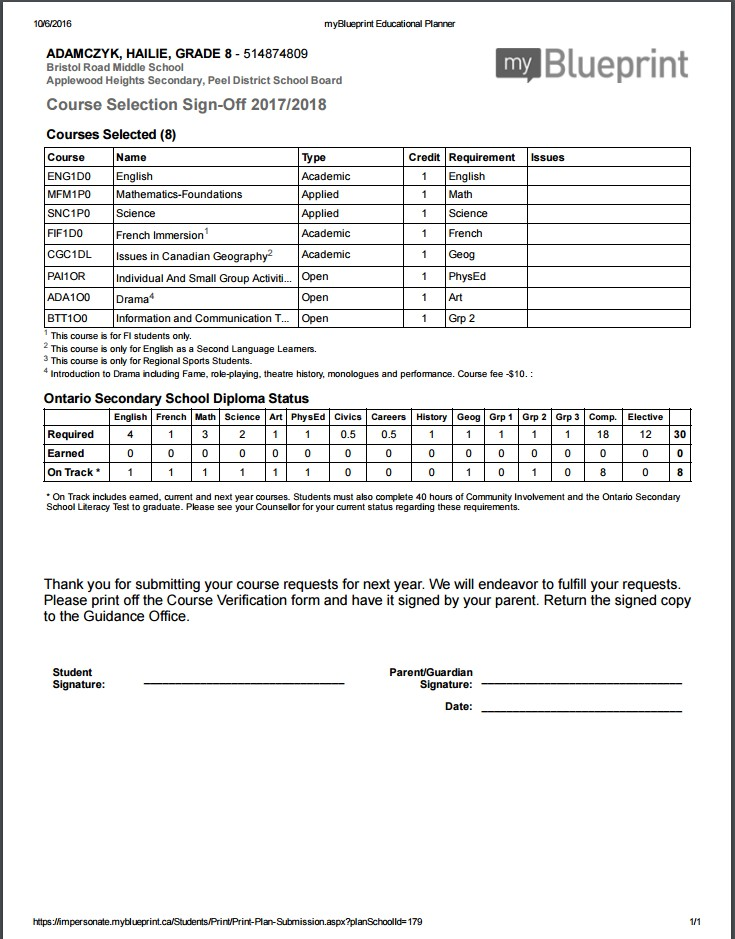 10/6/2016 myBlueprint Educational Planner
ADAMCZYK, HAILIE, GRADE 8 - 514874809
Bristol Road Middle School
Applewood Heights Secondary, Peel District School Board
my Blueprint
Course Selection Sign-Off 2017/2018
Courses Selected (8)
Course Name Type Credit Requirement Issues
ENG1D0 English Academic 1 English
MFM1P0 Mathematics-Foundations Applied 1 Math
SNC1P0 Science Applied 1 Science
FIF1D0 French Immersion1 Academic 1 French
CGC1DL Issues in Canadian Geography2 Academic 1 Geog
PAI1OR Individual And Small Group Activiti... Open 1 PhysEd
ADA1O0 Drama4 Open 1 Art
BTT1O0 Information and Communication T... Open 1 Grp 2
1 This course is for FI students only.
2 This course is only for English as a Second Language Learners.
3 This course is only for Regional Sports Students.
4 Introduction to Drama including Fame, role-playing, theatre history, monologues and performance. Course fee -$10. :
Ontario Secondary School Diploma Status
English French Math Science Art PhysEd Civics Careers History Geog Grp 1 Grp 2 Grp 3 Comp. Elective
Required 4 1 3 2 1 1 0.5 0.5 1 1 1 1 1 18 12 30
Earned 0 0 0 0 0 0 0 0 0 0 0 0 0 0 0 0
On Track * 1 1 1 1 1 1 0 0 0 1 0 1 0 8 0 8
* On Track includes earned, current and next year courses. Students must also complete 40 hours of Community Involvement and the Ontario Secondary
School Literacy Test to graduate. Please see your Counsellor for your current status regarding these requirements.
Thank you for submitting your course requests for next year. We will endeavor to fulfill your requests.
Please print off the Course Verification form and have it signed by your parent. Return the signed copy
to the Guidance Office.
Student Parent/Guardian
Signature: Signature:
Date:
https://impersonate.myblueprint.ca/Students/Print/Print-Plan-Submission.aspx?planSchoolId=179 1/1